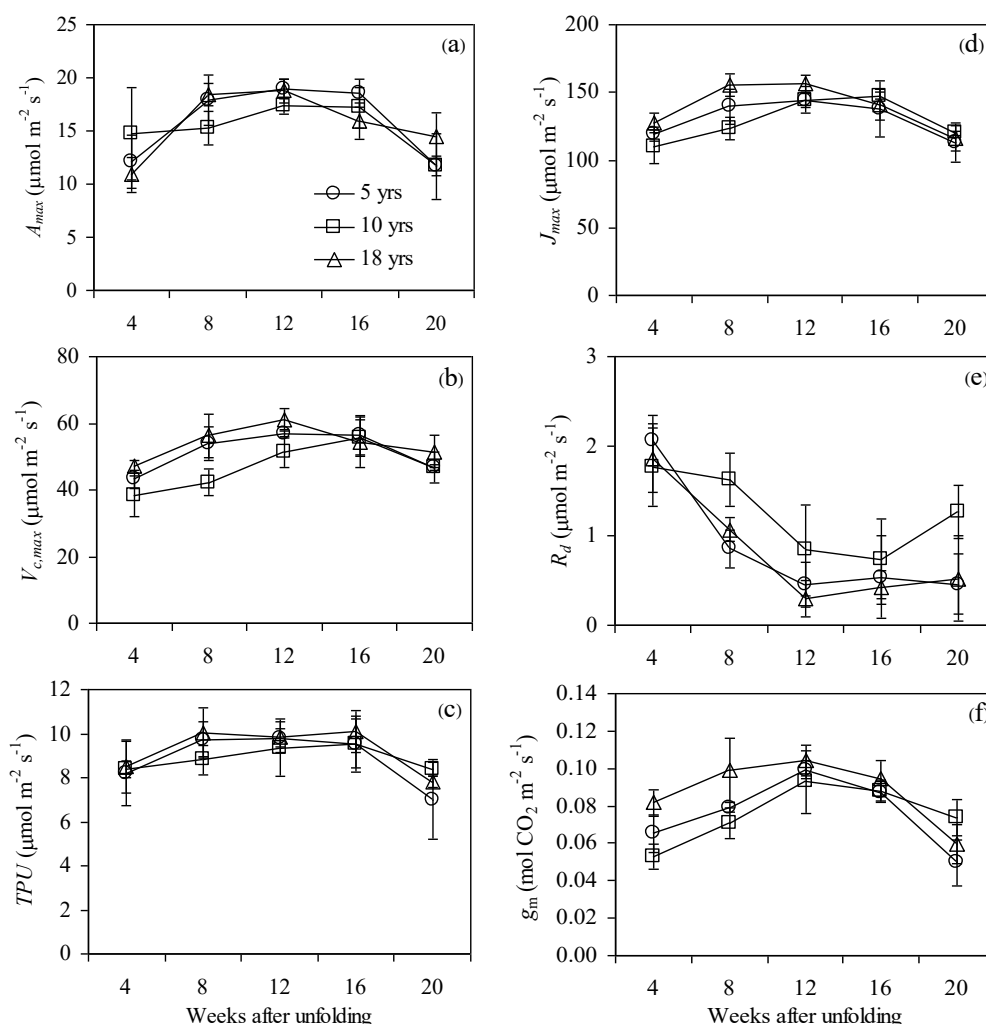 (a)
25
20
15
10
5
0
A_max (µmol m⁻² s⁻¹)
5 yrs
10 yrs
18 yrs
4 8 12 16 20
(d)
200
150
100
50
0
J_max (µmol m⁻² s⁻¹)
4 8 12 16 20
(b)
80
60
40
20
0
V_c,max (µmol m⁻² s⁻¹)
4 8 12 16 20
(e)
3
2
1
0
R_d (µmol m⁻² s⁻¹)
4 8 12 16 20
(c)
12
10
8
6
4
2
0
TPU (µmol m⁻² s⁻¹)
4 8 12 16 20
Weeks after unfolding
(f)
0.14
0.12
0.10
0.08
0.06
0.04
0.02
0.00
g_m (mol CO₂ m⁻² s⁻¹)
4 8 12 16 20
Weeks after unfolding